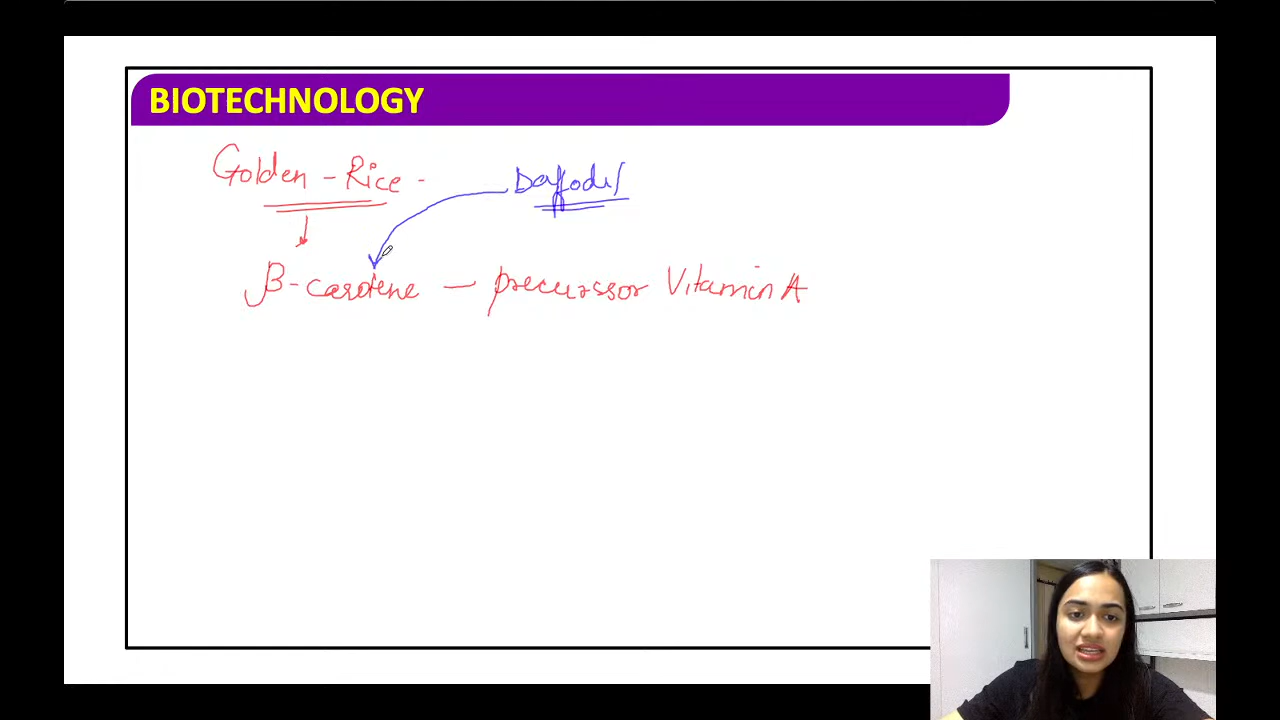 BIOTECHNOLOGY
Golden - Rice - Daffodil
β-carotene - precursor Vitamin A